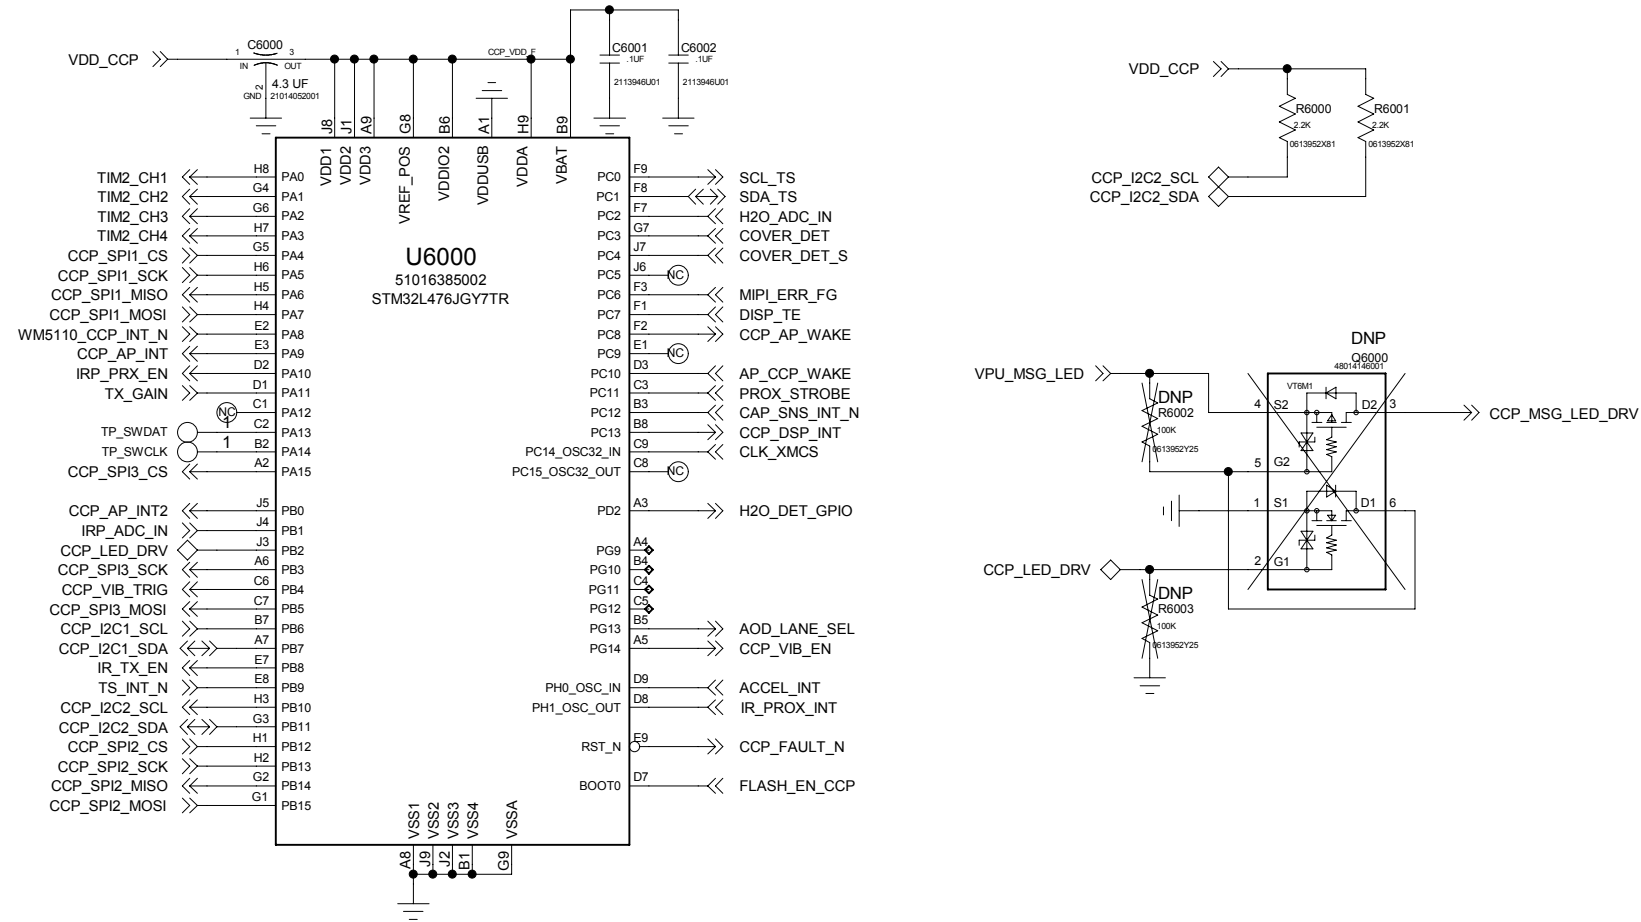 VDD_CCP
1
C6000
3
IN
OUT
2
4.3 UF
GND
21014052001
CCP_VDD_F
C6001
.1UF
2113946U01
C6002
.1UF
2113946U01
J8
J1
A9
G8
B6
A1
H9
B9
VDD1
VDD2
VDD3
VREF_POS
VDDIO2
VDDUSB
VDDA
VBAT
U6000
51016385002
STM32L476JGY7TR
TIM2_CH1 H8 PA0
TIM2_CH2 G4 PA1
TIM2_CH3 G6 PA2
TIM2_CH4 H7 PA3
CCP_SPI1_CS G5 PA4
CCP_SPI1_SCK H6 PA5
CCP_SPI1_MISO H5 PA6
CCP_SPI1_MOSI H4 PA7
WM5110_CCP_INT_N E2 PA8
CCP_AP_INT E3 PA9
IRP_PRX_EN D2 PA10
TX_GAIN D1 PA11
NC C1 PA12
TP_SWDAT 1 C2 PA13
TP_SWCLK 1 B2 PA14
CCP_SPI3_CS A2 PA15
CCP_AP_INT2 J5 PB0
IRP_ADC_IN J4 PB1
CCP_LED_DRV J3 PB2
CCP_SPI3_SCK A6 PB3
CCP_VIB_TRIG C6 PB4
CCP_SPI3_MOSI C7 PB5
CCP_I2C1_SCL B7 PB6
CCP_I2C1_SDA A7 PB7
IR_TX_EN E7 PB8
TS_INT_N E8 PB9
CCP_I2C2_SCL H3 PB10
CCP_I2C2_SDA G3 PB11
CCP_SPI2_CS H1 PB12
CCP_SPI2_SCK H2 PB13
CCP_SPI2_MISO G2 PB14
CCP_SPI2_MOSI G1 PB15
PC0 F9 SCL_TS
PC1 F8 SDA_TS
PC2 F7 H2O_ADC_IN
PC3 G7 COVER_DET
PC4 J7 COVER_DET_S
PC5 J6 NC
PC6 F3 MIPI_ERR_FG
PC7 F1 DISP_TE
PC8 F2 CCP_AP_WAKE
PC9 E1 NC
PC10 D3 AP_CCP_WAKE
PC11 C3 PROX_STROBE
PC12 B3 CAP_SNS_INT_N
PC13 B8 CCP_DSP_INT
PC14_OSC32_IN C9 CLK_XMCS
PC15_OSC32_OUT C8 NC
PD2 A3 H2O_DET_GPIO
PG9 A4
PG10 B4
PG11 C4
PG12 C5
PG13 B5 AOD_LANE_SEL
PG14 A5 CCP_VIB_EN
PH0_OSC_IN D9 ACCEL_INT
PH1_OSC_OUT D8 IR_PROX_INT
RST_N E9 CCP_FAULT_N
BOOT0 D7 FLASH_EN_CCP
VSS1
VSS2
VSS3
VSS4
VSSA
A8
J9
J2
B1
G9
VDD_CCP
R6000
2.2K
0613952X81
R6001
2.2K
0613952X81
CCP_I2C2_SCL
CCP_I2C2_SDA
DNP
Q6000
48014146001
VPU_MSG_LED
VT6M1
DNP
R6002
100K
0613952Y25
4 S2 D2 3
CCP_MSG_LED_DRV
5 G2
1 S1 D1 6
CCP_LED_DRV
2 G1
DNP
R6003
100K
0613952Y25